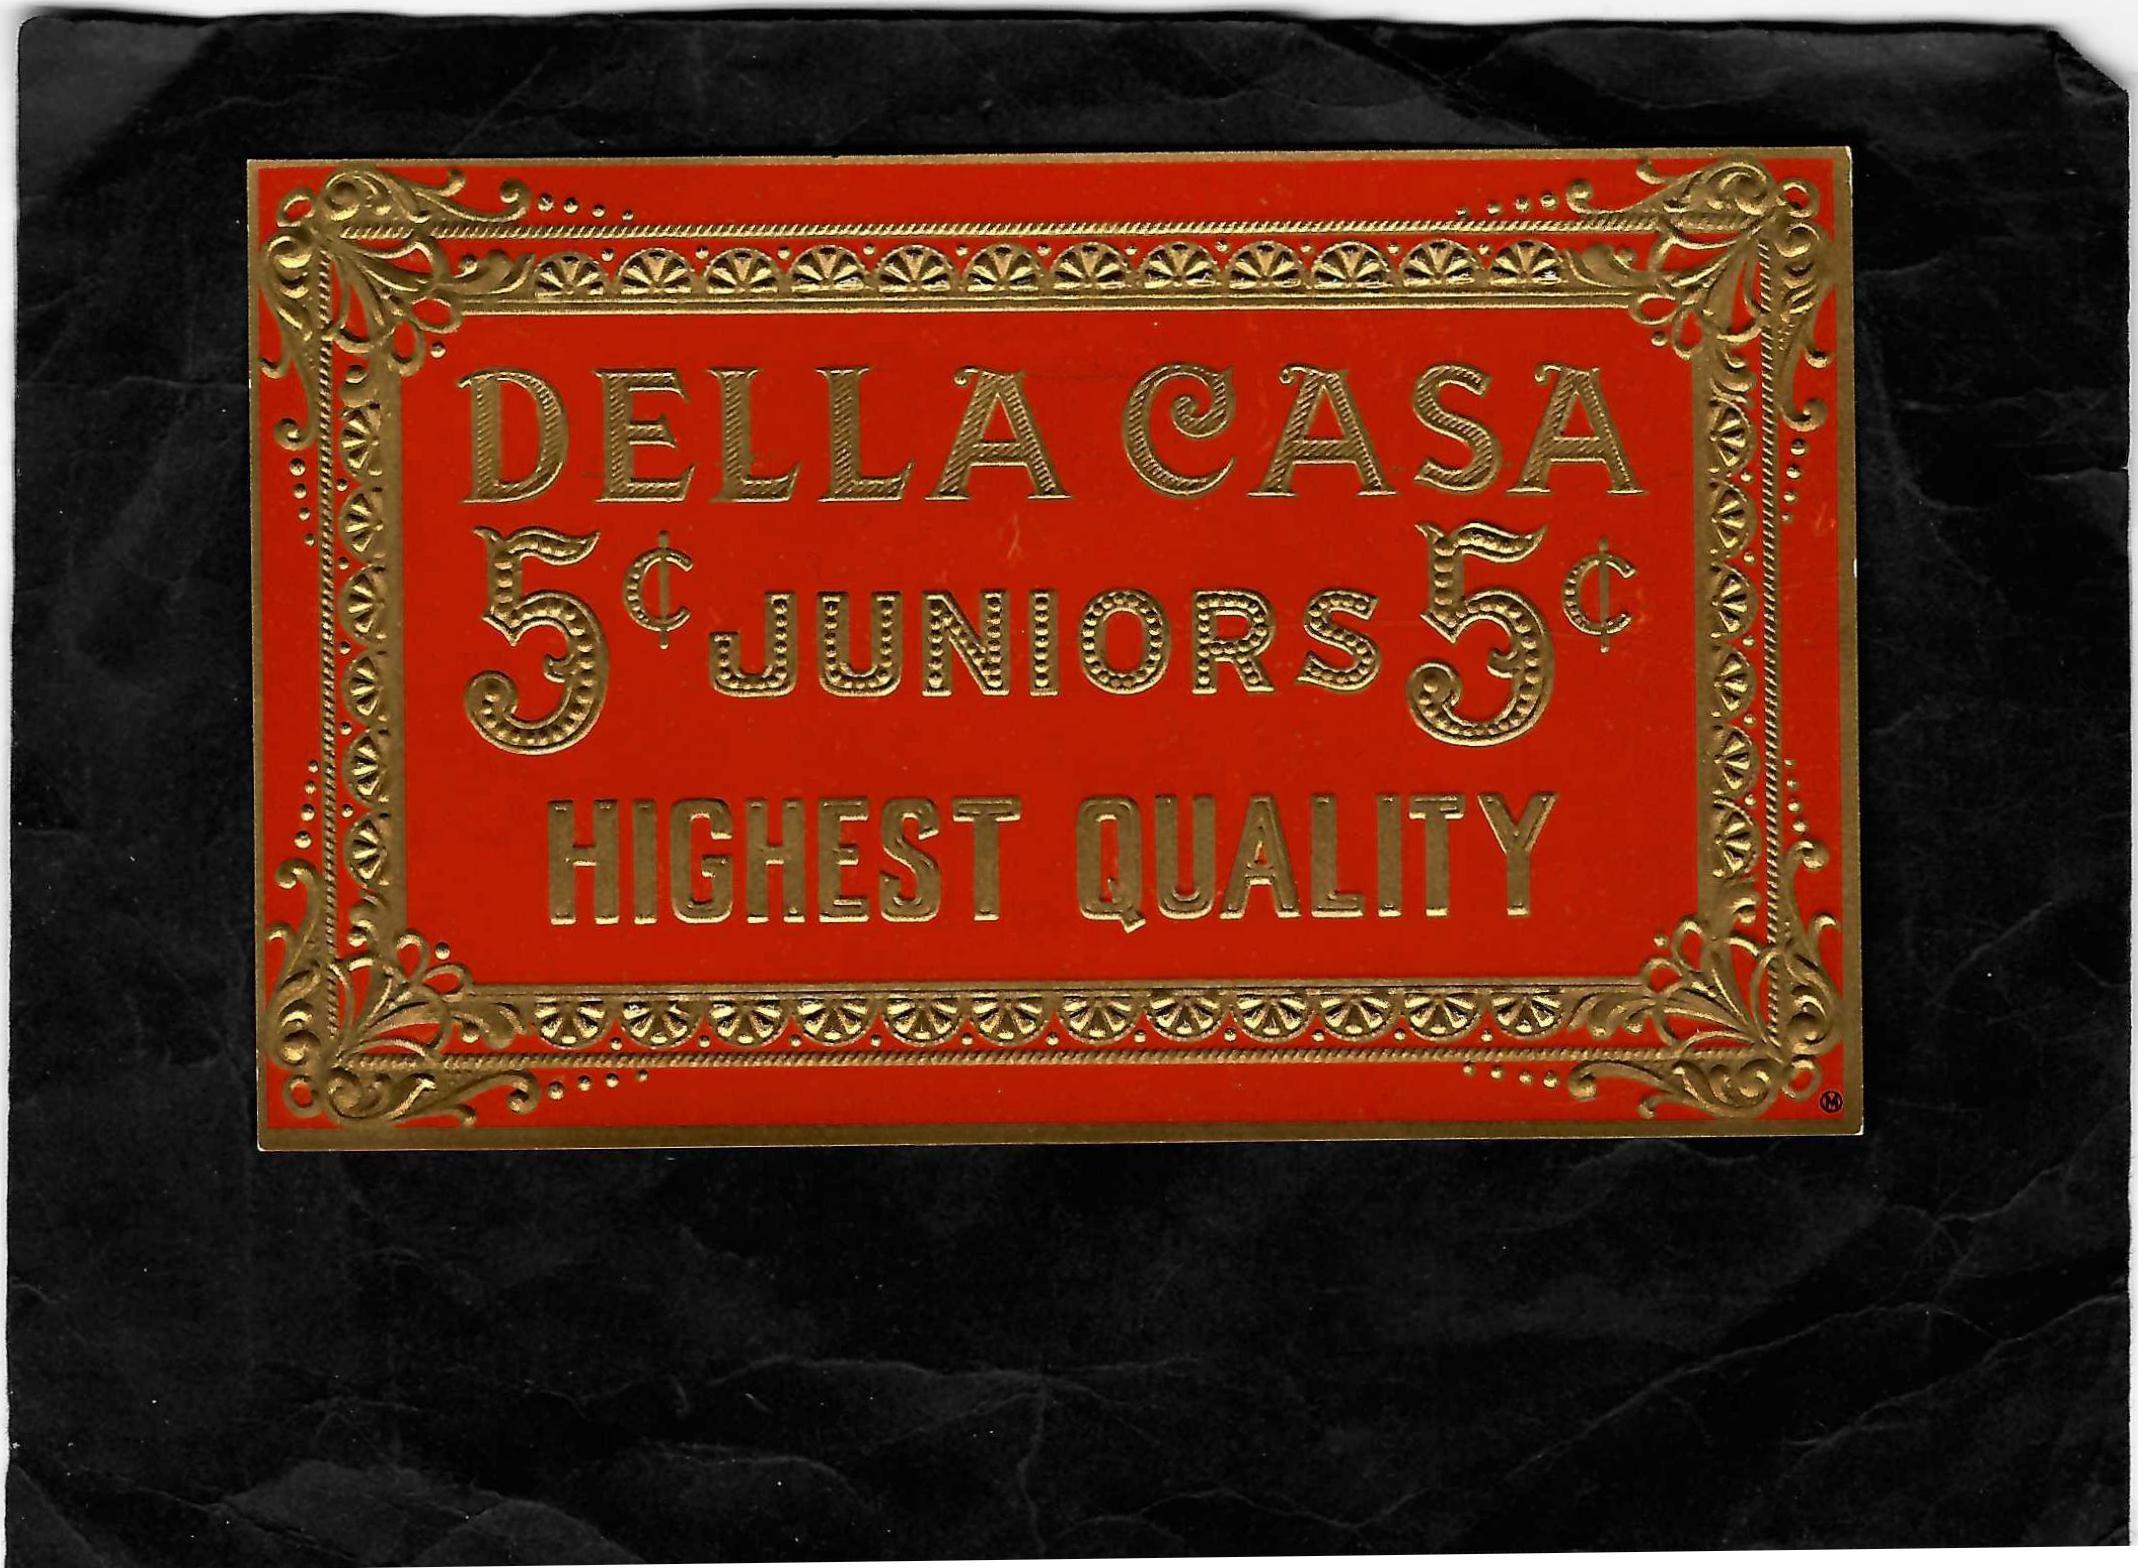 DELLA CASA
5¢ JUNIORS 5¢
HIGHEST QUALITY
M